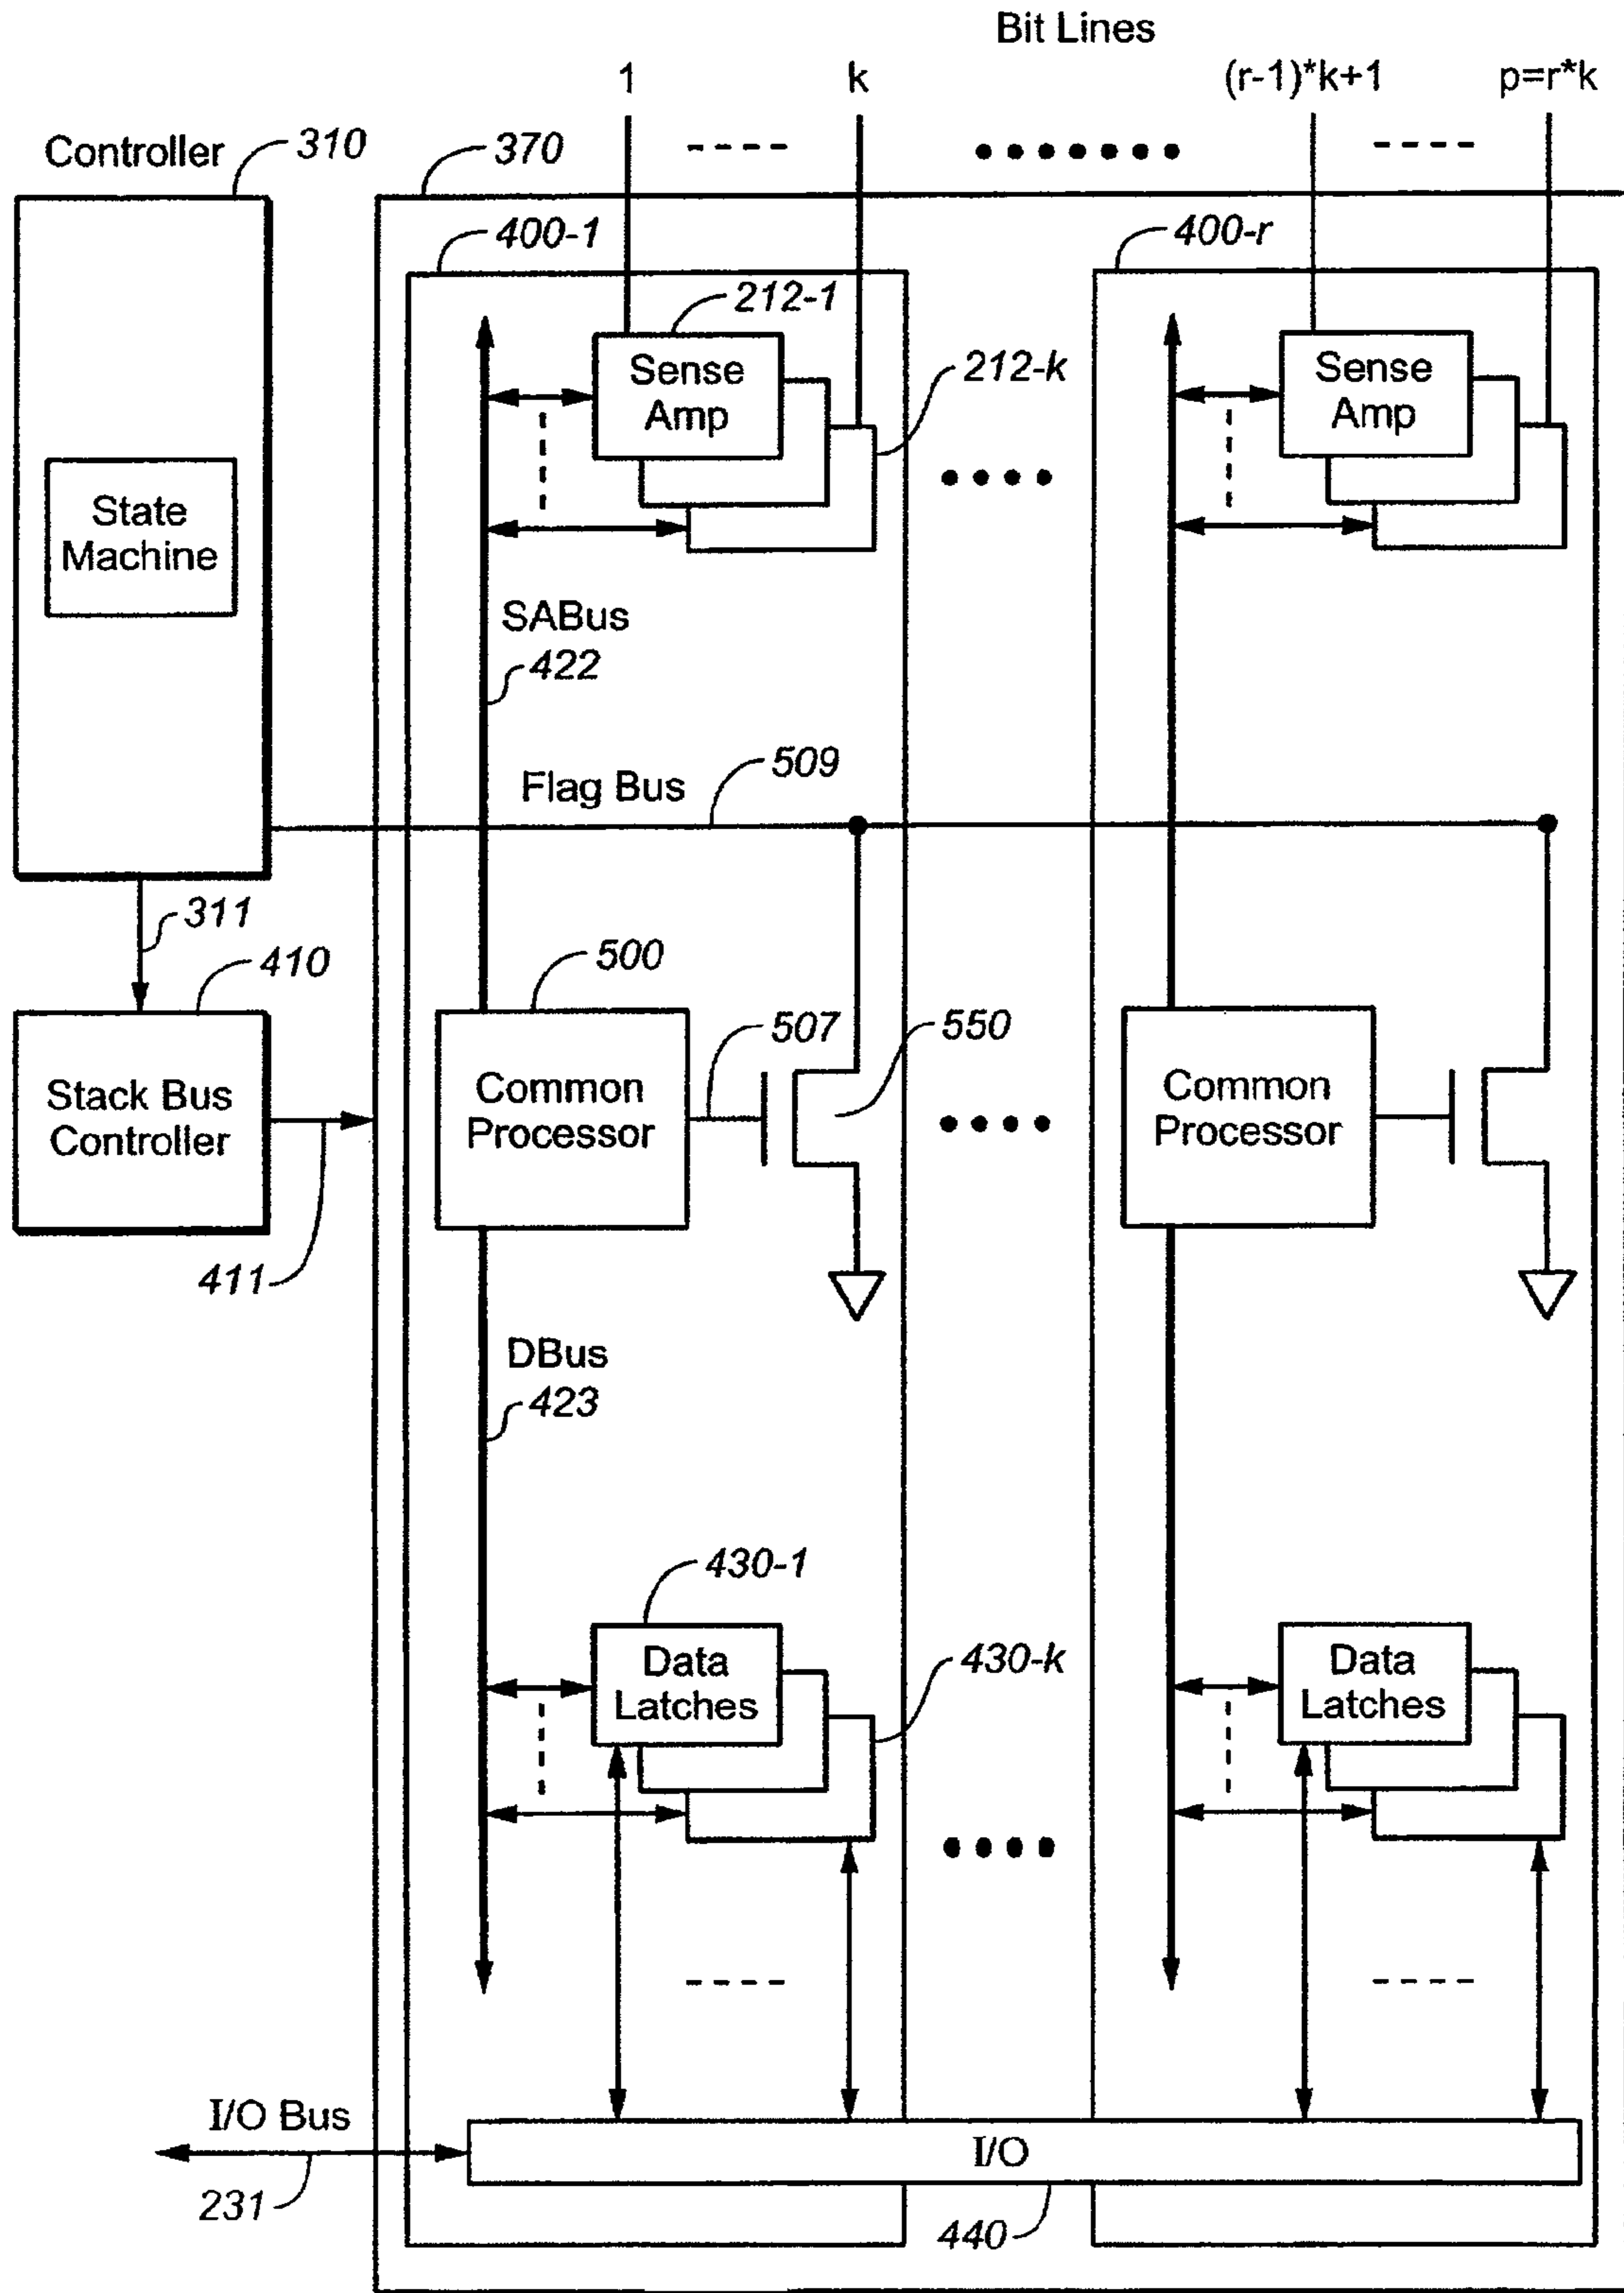 Bit Lines
1
k
(r-1)*k+1
p=r*k
Controller
310
370
400-1
400-r
212-1
212-k
Sense
Amp
Sense
Amp
State
Machine
SABus
422
Flag Bus
509
311
410
500
507
550
Stack Bus
Controller
Common
Processor
Common
Processor
411
DBus
423
430-1
430-k
Data
Latches
Data
Latches
I/O Bus
231
I/O
440